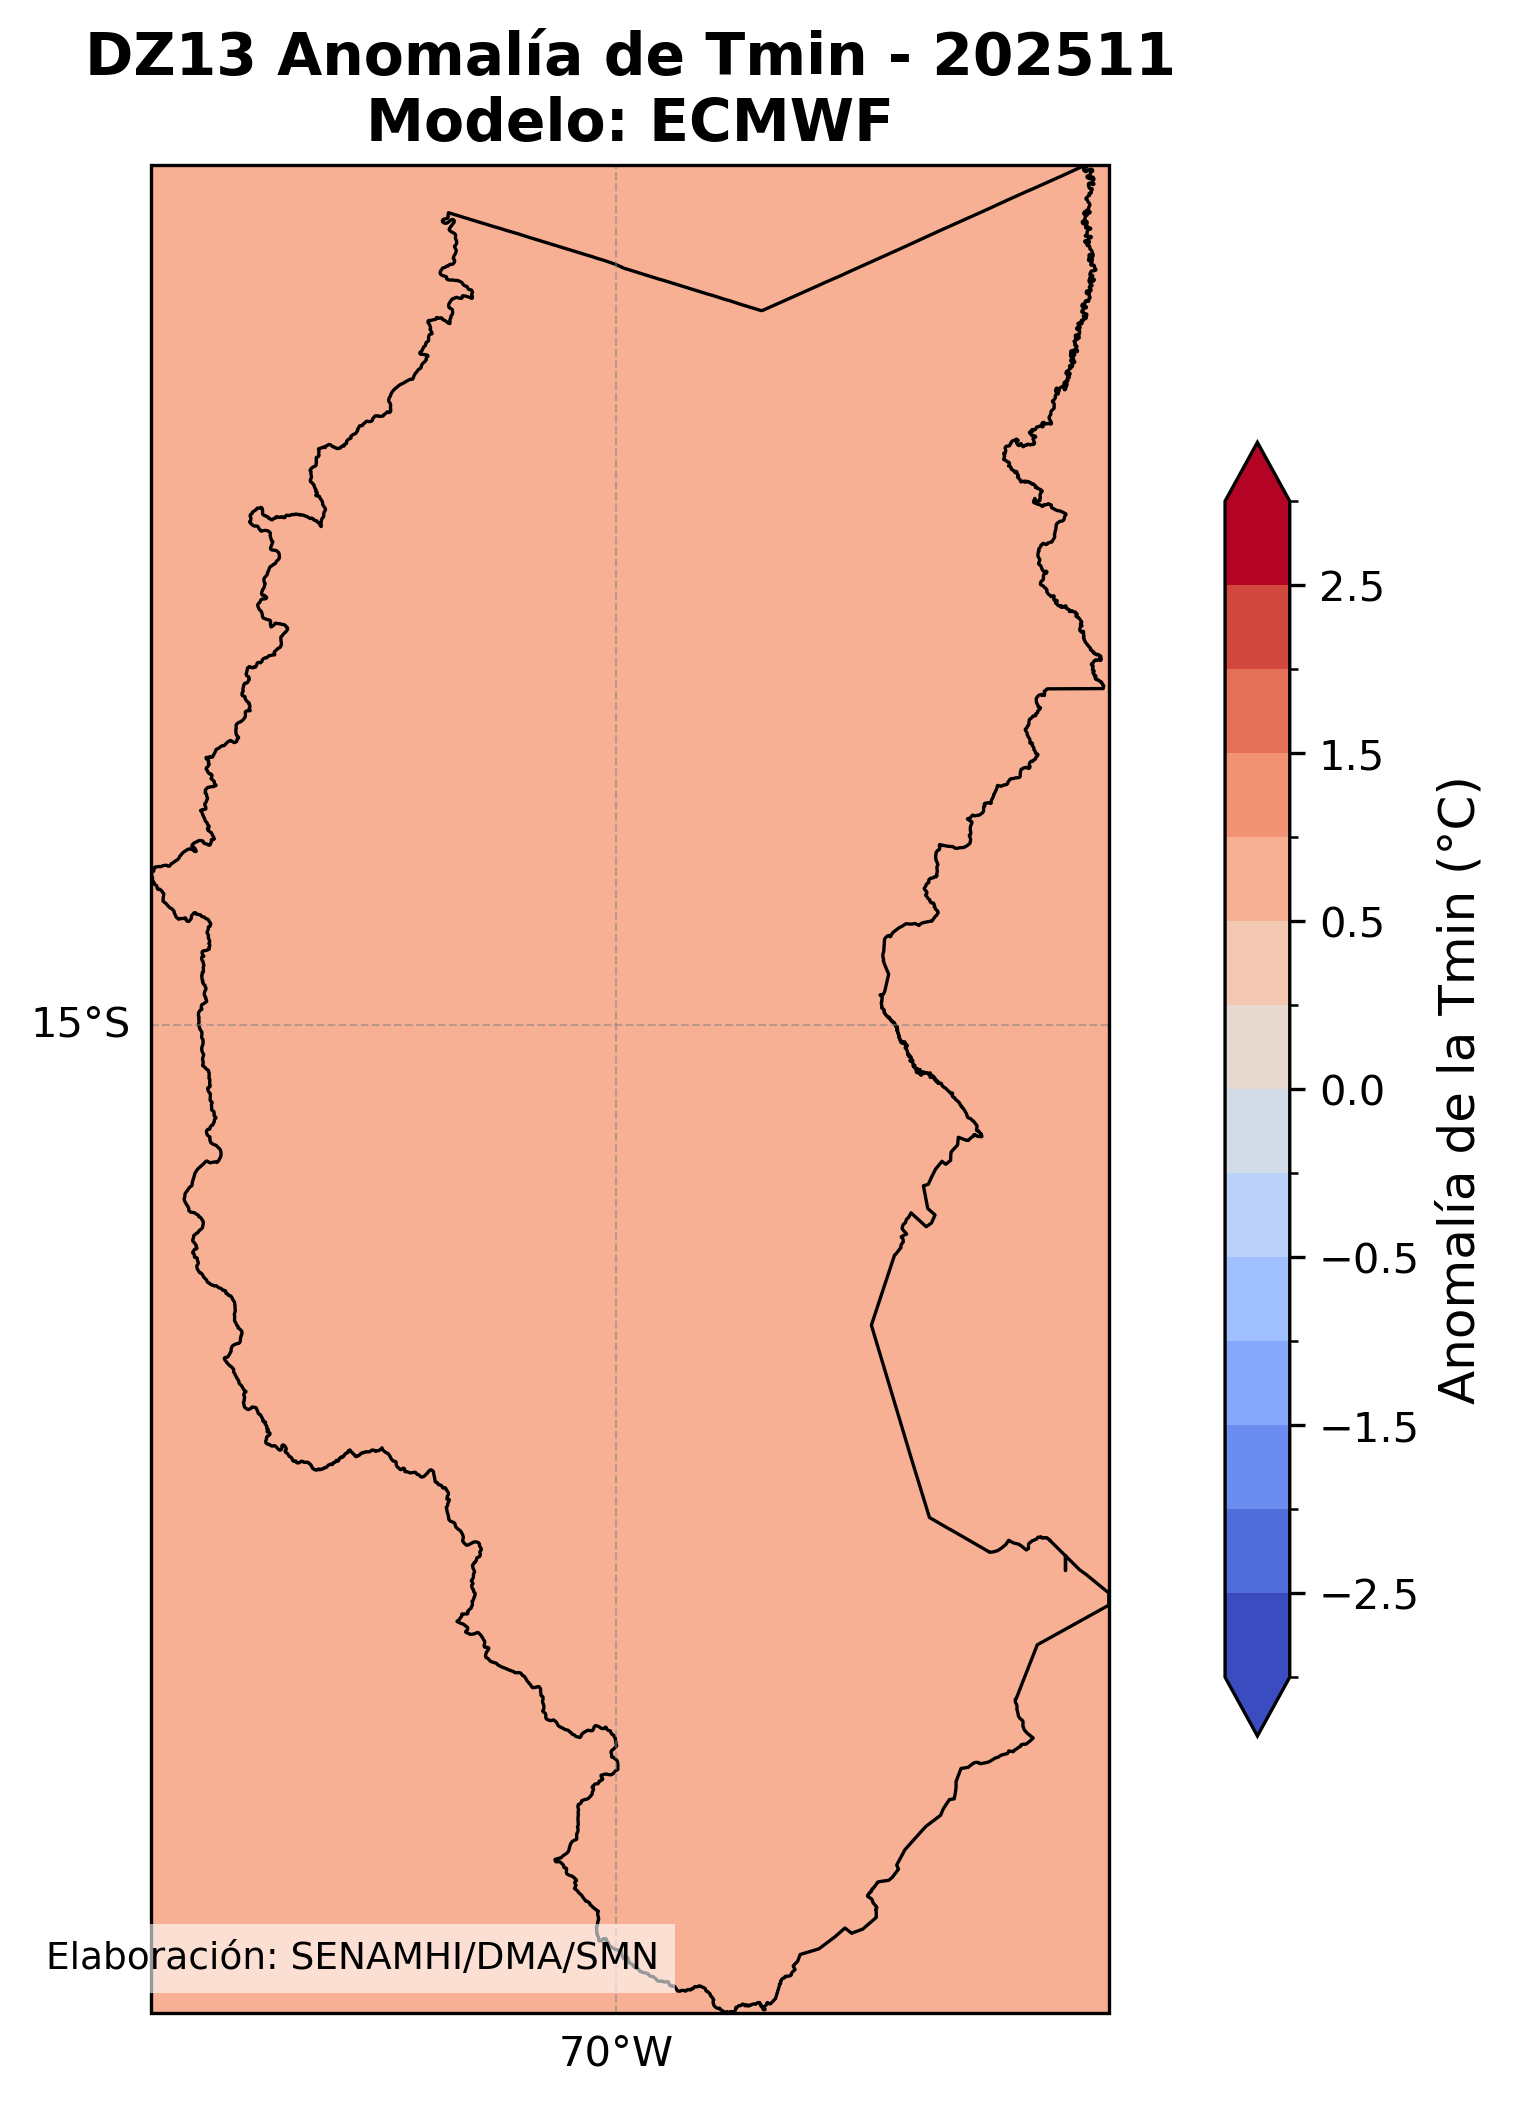 DZ13 Anomalía de Tmin - 202511
Modelo: ECMWF
2.5
1.5
0.5
0.0
−0.5
−1.5
−2.5
Anomalía de la Tmin (°C)
15°S
Elaboración: SENAMHI/DMA/SMN
70°W